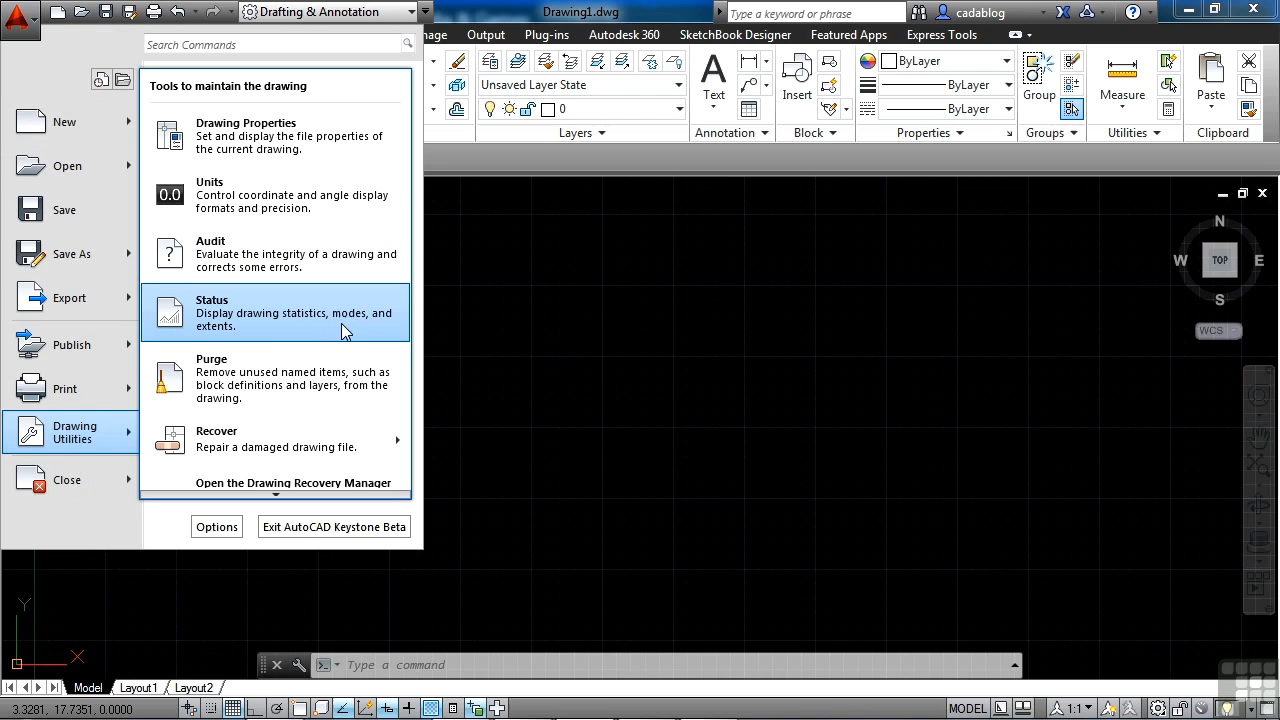 Drafting & Annotation
Drawing1.dwg
Type a keyword or phrase
cadablog
Output
Plug-ins
Autodesk 360
SketchBook Designer
Featured Apps
Express Tools
Search Commands
Tools to maintain the drawing
Drawing Properties
Set and display the file properties of
the current drawing.
0.0
Units
Control coordinate and angle display
formats and precision.
Audit
Evaluate the integrity of a drawing and
corrects some errors.
Status
Display drawing statistics, modes, and
extents.
Purge
Remove unused named items, such as
block definitions and layers, from the
drawing.
Recover
Repair a damaged drawing file.
Open the Drawing Recovery Manager
New
Open
Save
Save As
Export
Publish
Print
Drawing
Utilities
Close
Options
Exit AutoCAD Keystone Beta
Unsaved Layer State
0
Layers
Text
Annotation
Insert
Block
ByLayer
ByLayer
ByLayer
Properties
Group
Groups
Measure
Utilities
Paste
Clipboard
N
W
TOP
E
S
WCS
Y
X
Type a command
Model
Layout1
Layout2
3.3281, 17.7351, 0.0000
MODEL
1:1